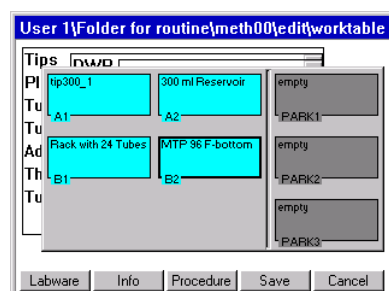 User 1\Folder for routine\meth00\edit\worktable
Tips
DWP
Pl
Tu
Tu
Ad
Th
Tu
tip300_1
A1
300 ml Reservoir
A2
empty
PARK1
Rack with 24 Tubes
B1
MTP 96 F-bottom
B2
empty
PARK2
empty
PARK3
Labware
Info
Procedure
Save
Cancel